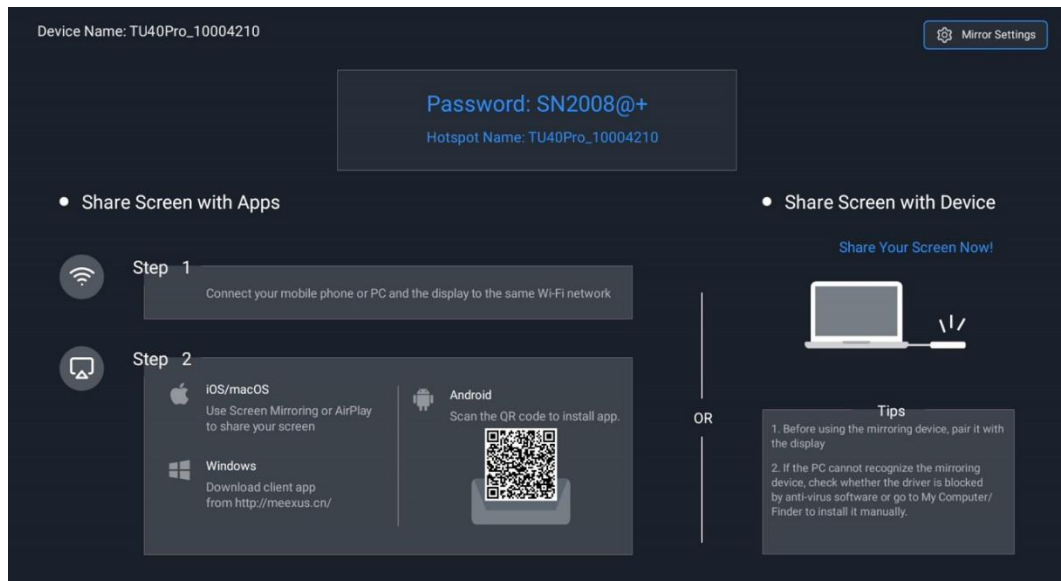 Device Name: TU40Pro_10004210
Mirror Settings
Password: SN2008@+
Hotspot Name: TU40Pro_10004210
Share Screen with Apps
Step 1
Connect your mobile phone or PC and the display to the same Wi-Fi network
Step 2
iOS/macOS
Use Screen Mirroring or AirPlay
to share your screen
Windows
Download client app
from http://meexus.cn/
Android
Scan the QR code to install app.
OR
Share Screen with Device
Share Your Screen Now!
Tips
1. Before using the mirroring device, pair it with
the display
2. If the PC cannot recognize the mirroring
device, check whether the driver is blocked
by anti-virus software or go to My Computer/
Finder to install it manually.